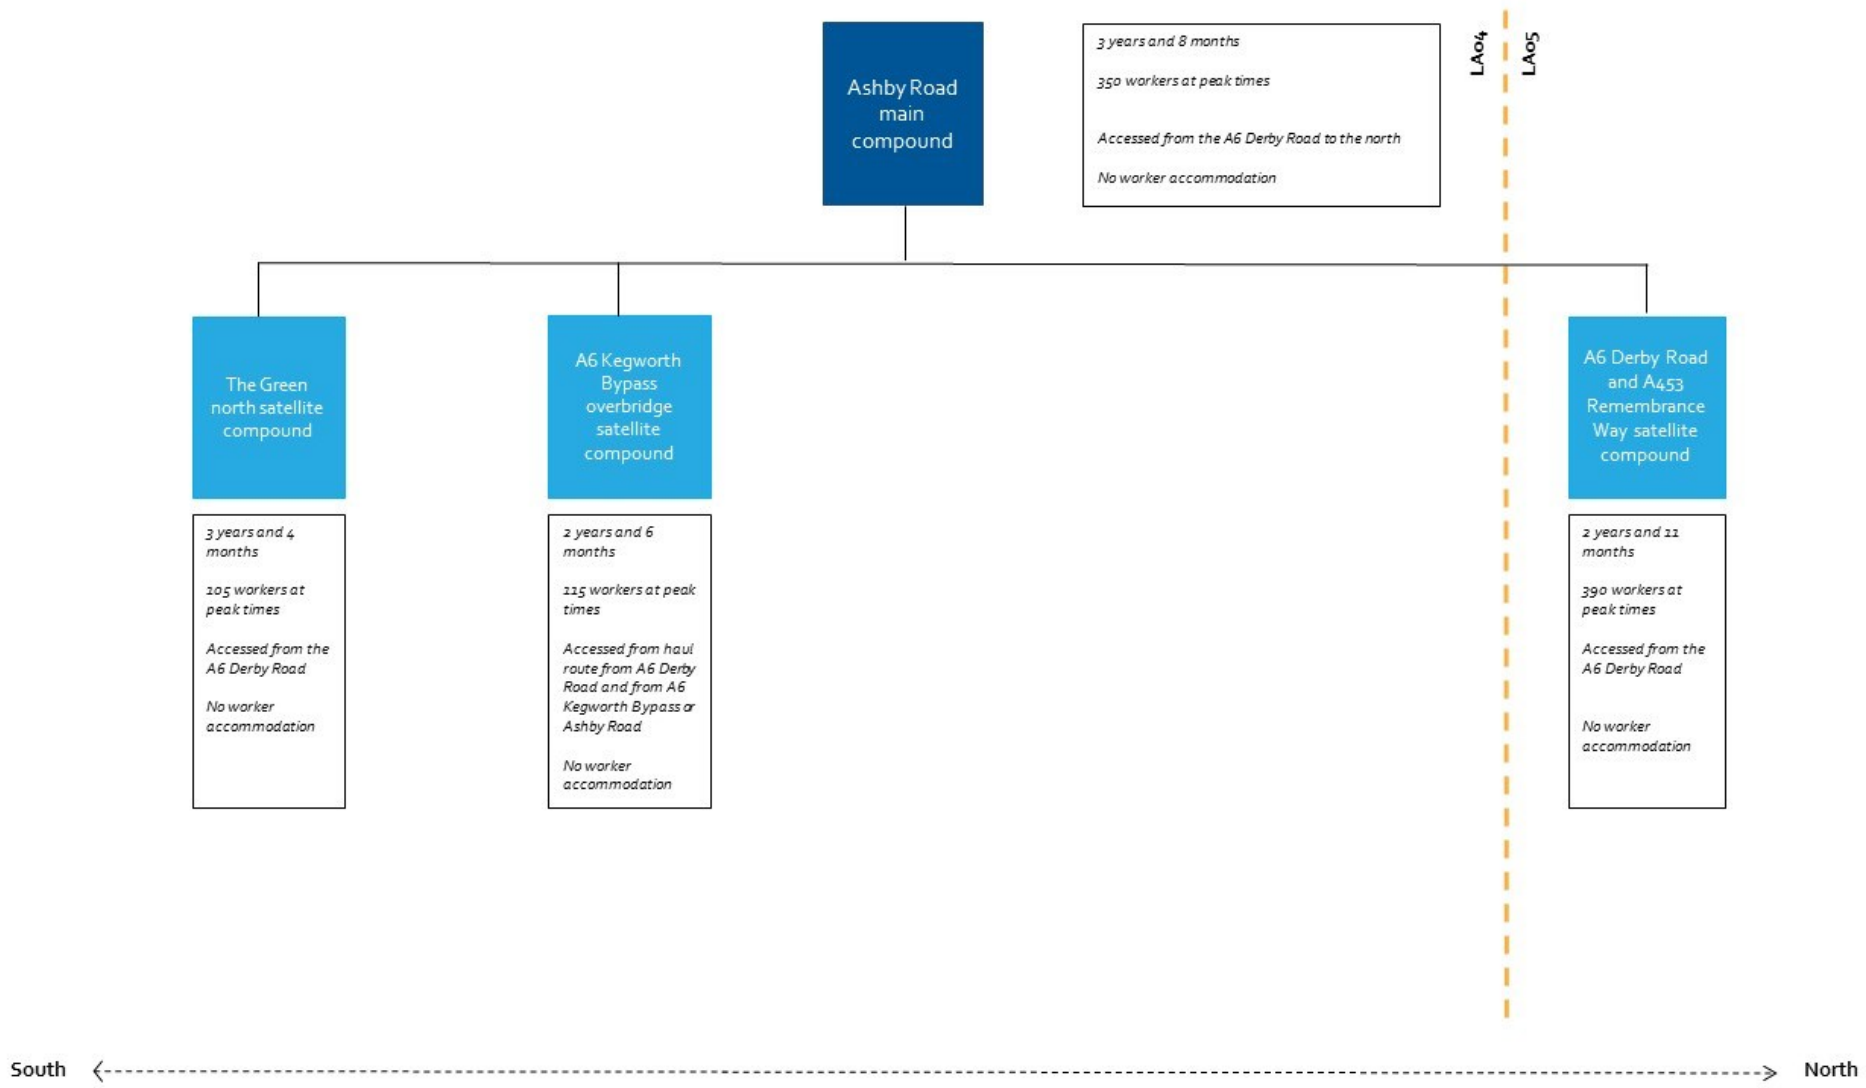 Ashby Road
main
compound
3 years and 8 months
350 workers at peak times
Accessed from the A6 Derby Road to the north
No worker accommodation
LA04
LA05
The Green
north satellite
compound
3 years and 4
months
105 workers at
peak times
Accessed from the
A6 Derby Road
No worker
accommodation
A6 Kegworth
Bypass
overbridge
satellite
compound
2 years and 6
months
115 workers at peak
times
Accessed from haul
route from A6 Derby
Road and from A6
Kegworth Bypass or
Ashby Road
No worker
accommodation
A6 Derby Road
and A453
Remembrance
Way satellite
compound
2 years and 11
months
390 workers at
peak times
Accessed from the
A6 Derby Road
No worker
accommodation
South
North